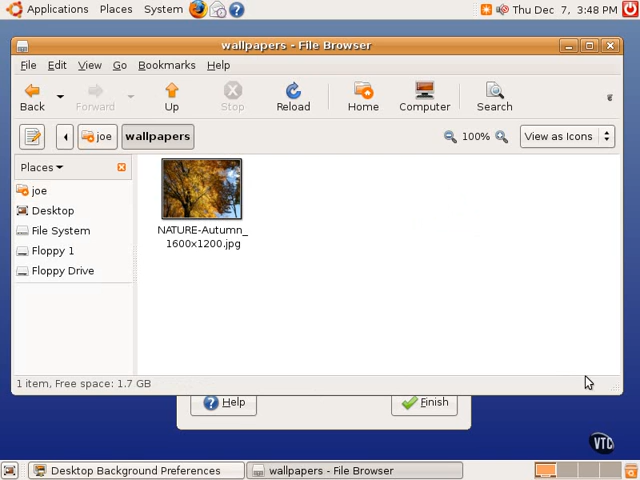 Applications Places System Thu Dec 7, 3:48 PM
wallpapers - File Browser
File Edit View Go Bookmarks Help
Back Forward Up Stop Reload Home Computer Search
joe wallpapers 100% View as Icons
Places
joe
Desktop
File System
Floppy 1
Floppy Drive
NATURE-Autumn_
1600x1200.jpg
1 item, Free space: 1.7 GB
Help Finish
VTC
Desktop Background Preferences wallpapers - File Browser